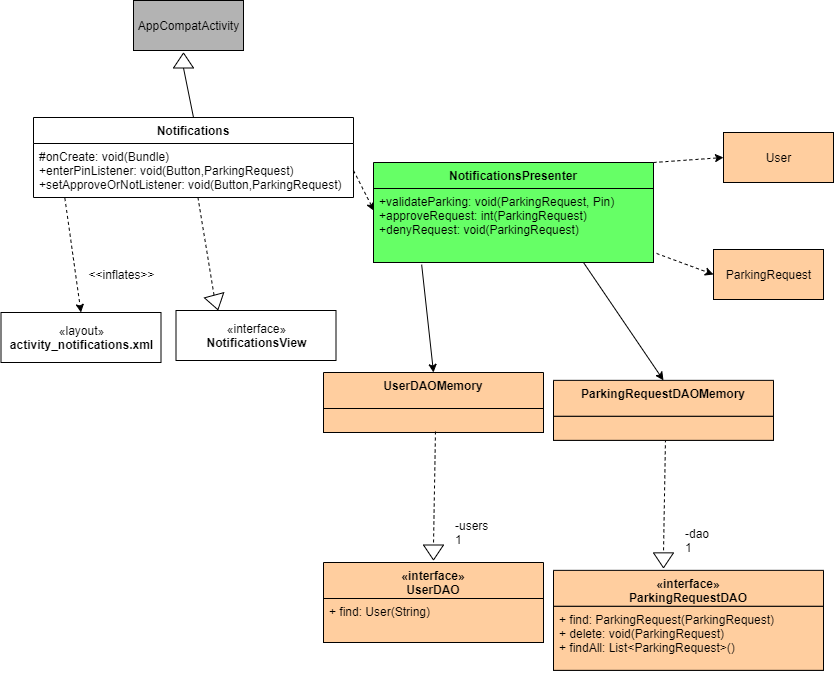 AppCompatActivity
Notifications
#onCreate: void(Bundle)
+enterPinListener: void(Button,ParkingRequest)
+setApproveOrNotListener: void(Button,ParkingRequest)
NotificationsPresenter
+validateParking: void(ParkingRequest, Pin)
+approveRequest: int(ParkingRequest)
+denyRequest: void(ParkingRequest)
User
ParkingRequest
<<inflates>>
«layout»
activity_notifications.xml
«interface»
NotificationsView
UserDAOMemory
ParkingRequestDAOMemory
-users
1
-dao
1
«interface»
UserDAO
+ find: User(String)
«interface»
ParkingRequestDAO
+ find: ParkingRequest(ParkingRequest)
+ delete: void(ParkingRequest)
+ findAll: List<ParkingRequest>()